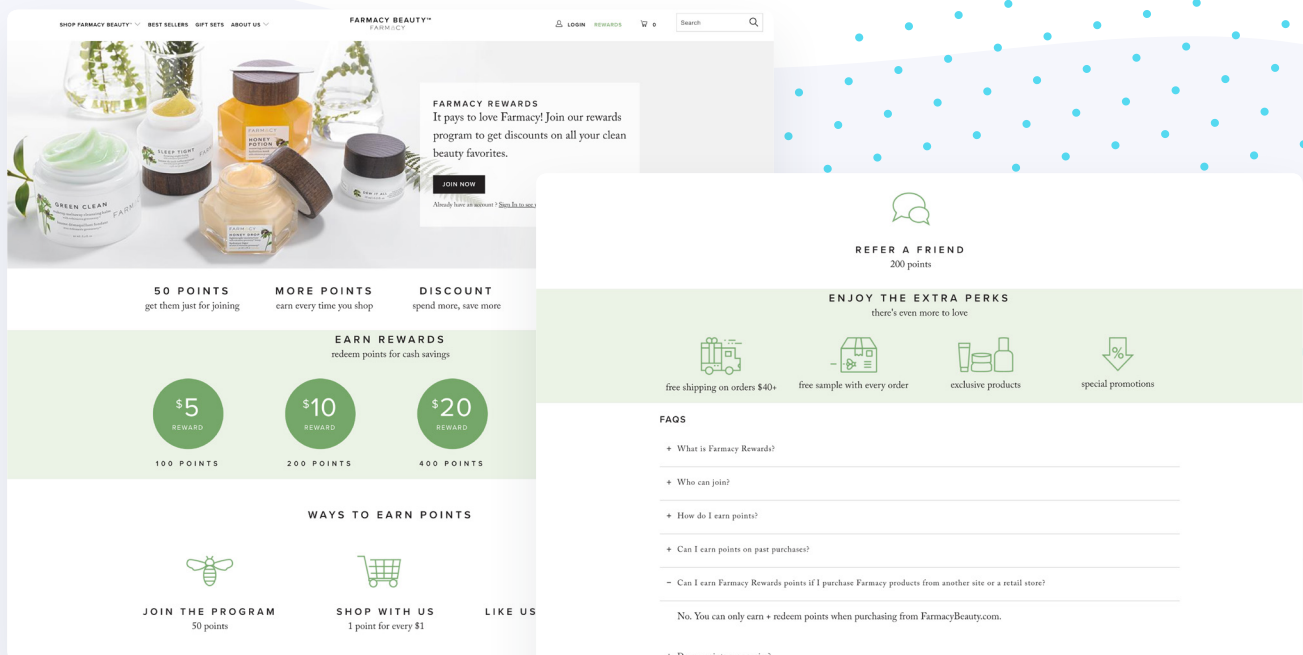 SHOP FARMACY BEAUTY™ BEST SELLERS GIFT SETS ABOUT US
FARMACY BEAUTY™
FARMACY
LOGIN REWARDS 0 Search
FARMACY REWARDS
It pays to love Farmacy! Join our rewards
program to get discounts on all your clean
beauty favorites.
JOIN NOW
Already have an account ? Sign In to see
GREEN CLEAN
FARM
SLEEP TIGHT
FARMACY
HONEY
POTION
DEW IT ALL
FARMACY
HONEY DROP
50 POINTS
get them just for joining
MORE POINTS
earn every time you shop
DISCOUNT
spend more, save more
EARN REWARDS
redeem points for cash savings
$5
REWARD
100 POINTS
$10
REWARD
200 POINTS
$20
REWARD
400 POINTS
WAYS TO EARN POINTS
JOIN THE PROGRAM
50 points
SHOP WITH US
1 point for every $1
LIKE US
REFER A FRIEND
200 points
ENJOY THE EXTRA PERKS
there's even more to love
free shipping on orders $40+
free sample with every order
exclusive products
%
special promotions
FAQS
+ What is Farmacy Rewards?
+ Who can join?
+ How do I earn points?
+ Can I earn points on past purchases?
− Can I earn Farmacy Rewards points if I purchase Farmacy products from another site or a retail store?
No. You can only earn + redeem points when purchasing from FarmacyBeauty.com.